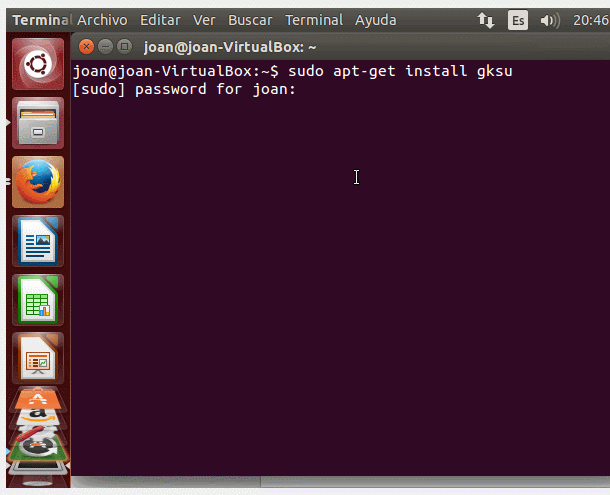 Terminal Archivo Editar Ver Buscar Terminal Ayuda Es 20:46
joan@joan-VirtualBox: ~
joan@joan-VirtualBox:~$ sudo apt-get install gksu
[sudo] password for joan: